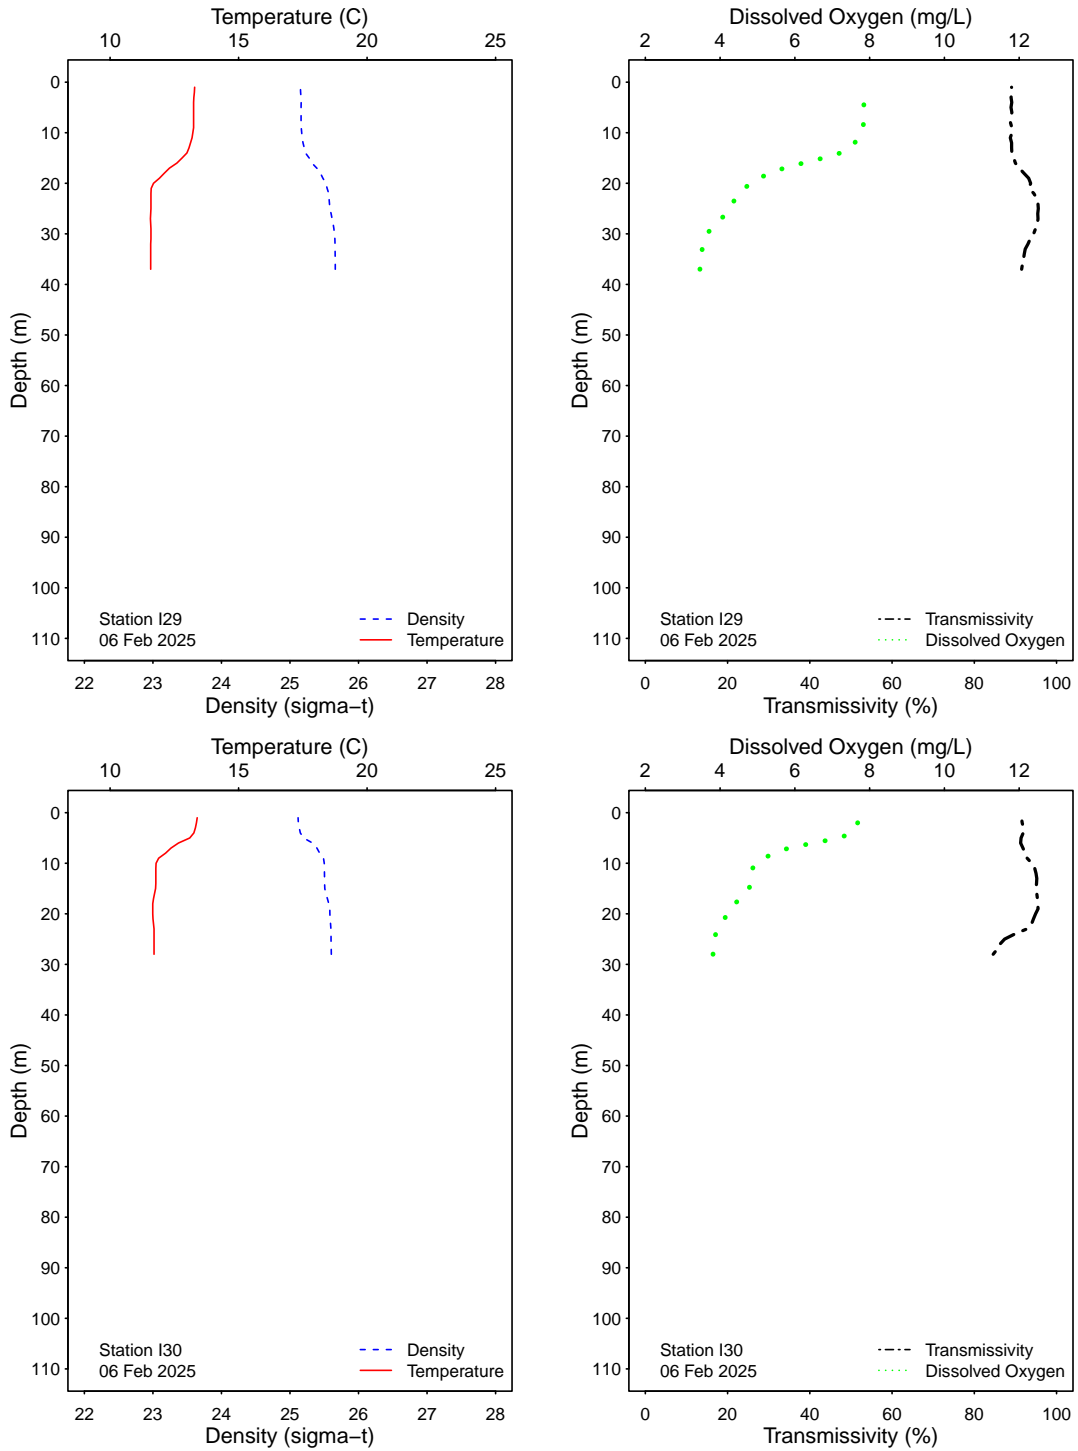 Temperature (C)
10 15 20 25
0
10
20
30
40
50
60
70
80
90
100
110
Depth (m)
Station I29
06 Feb 2025
Density
Temperature
22 23 24 25 26 27 28
Density (sigma−t)
Dissolved Oxygen (mg/L)
2 4 6 8 10 12
0
10
20
30
40
50
60
70
80
90
100
110
Depth (m)
Station I29
06 Feb 2025
Transmissivity
Dissolved Oxygen
0 20 40 60 80 100
Transmissivity (%)
Temperature (C)
10 15 20 25
0
10
20
30
40
50
60
70
80
90
100
110
Depth (m)
Station I30
06 Feb 2025
Density
Temperature
22 23 24 25 26 27 28
Density (sigma−t)
Dissolved Oxygen (mg/L)
2 4 6 8 10 12
0
10
20
30
40
50
60
70
80
90
100
110
Depth (m)
Station I30
06 Feb 2025
Transmissivity
Dissolved Oxygen
0 20 40 60 80 100
Transmissivity (%)